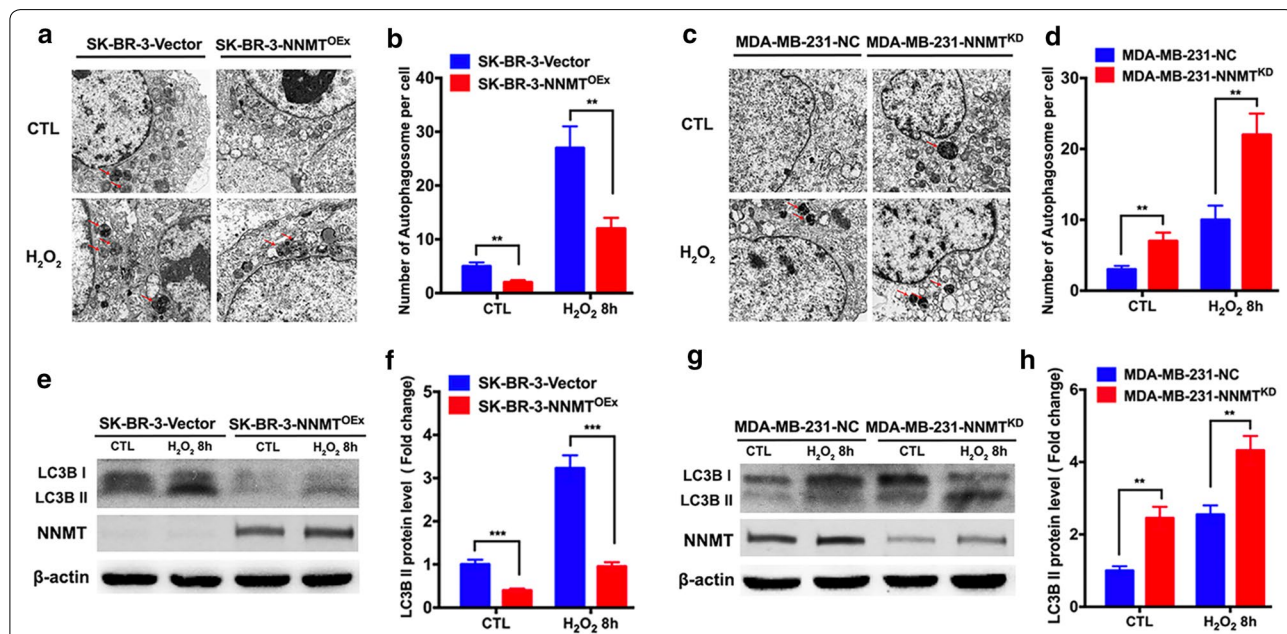 a
SK-BR-3-Vector SK-BR-3-NNMT^OEx
CTL
H₂O₂
b
SK-BR-3-Vector
SK-BR-3-NNMT^OEx
Number of Autophagosome per cell
40
30
20
10
0
**
**
CTL H₂O₂ 8h
c
MDA-MB-231-NC MDA-MB-231-NNMT^KD
CTL
H₂O₂
d
MDA-MB-231-NC
MDA-MB-231-NNMT^KD
Number of Autophagosome per cell
30
20
10
0
**
**
CTL H₂O₂ 8h
e
SK-BR-3-Vector SK-BR-3-NNMT^OEx
CTL H₂O₂ 8h CTL H₂O₂ 8h
LC3B I
LC3B II
NNMT
β-actin
f
SK-BR-3-Vector
SK-BR-3-NNMT^OEx
LC3B II protein level ( Fold change)
5
4
3
2
1
0
***
***
CTL H₂O₂ 8h
g
MDA-MB-231-NC MDA-MB-231-NNMT^KD
CTL H₂O₂ 8h CTL H₂O₂ 8h
LC3B I
LC3B II
NNMT
β-actin
h
MDA-MB-231-NC
MDA-MB-231-NNMT^KD
LC3B II protein level ( Fold change)
6
4
2
0
**
**
CTL H₂O₂ 8h